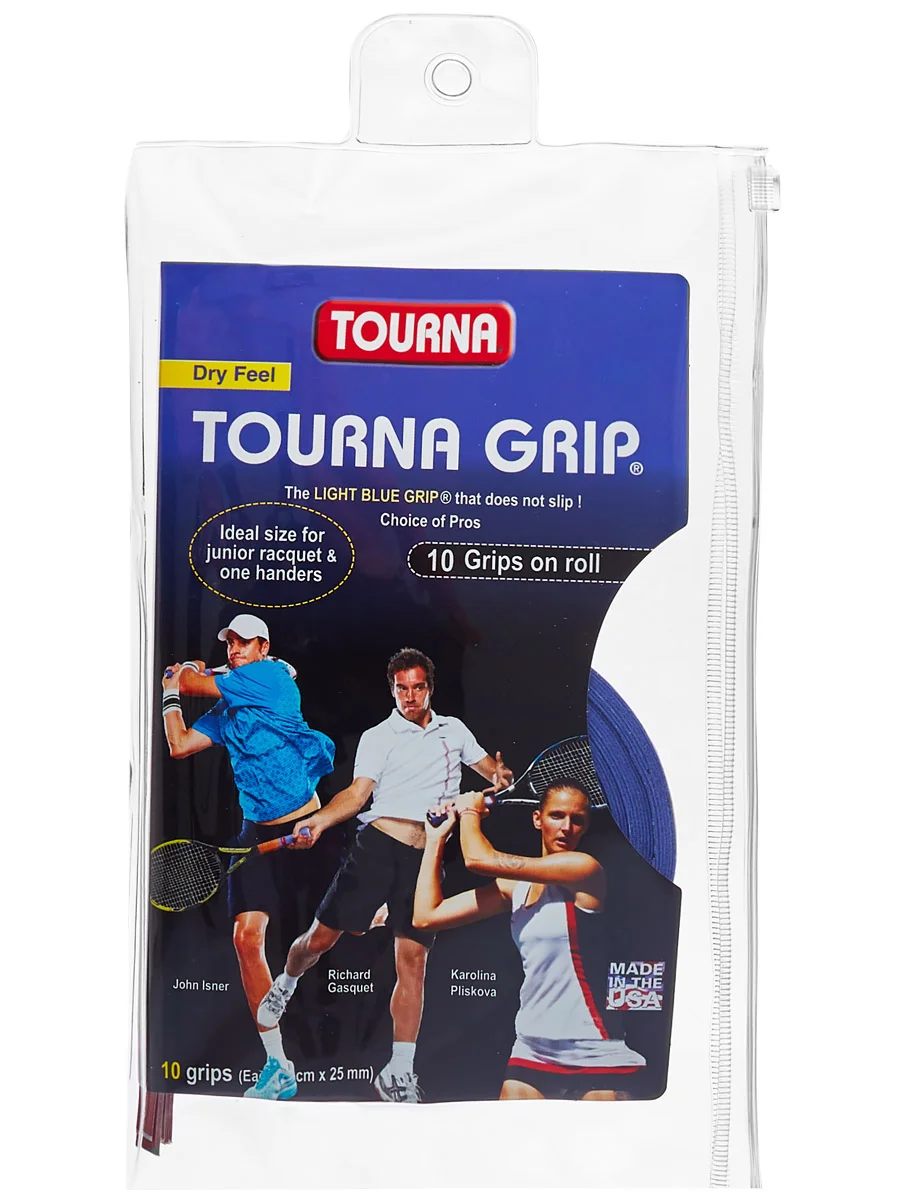 TOURNA
Dry Feel
TOURNA GRIP®
The LIGHT BLUE GRIP® that does not slip !
Choice of Pros
Ideal size for
junior racquet &
one handers
10 Grips on roll
John Isner
Richard
Gasquet
Karolina
Pliskova
MADE
IN THE
USA
10 grips (Ea cm x 25 mm)